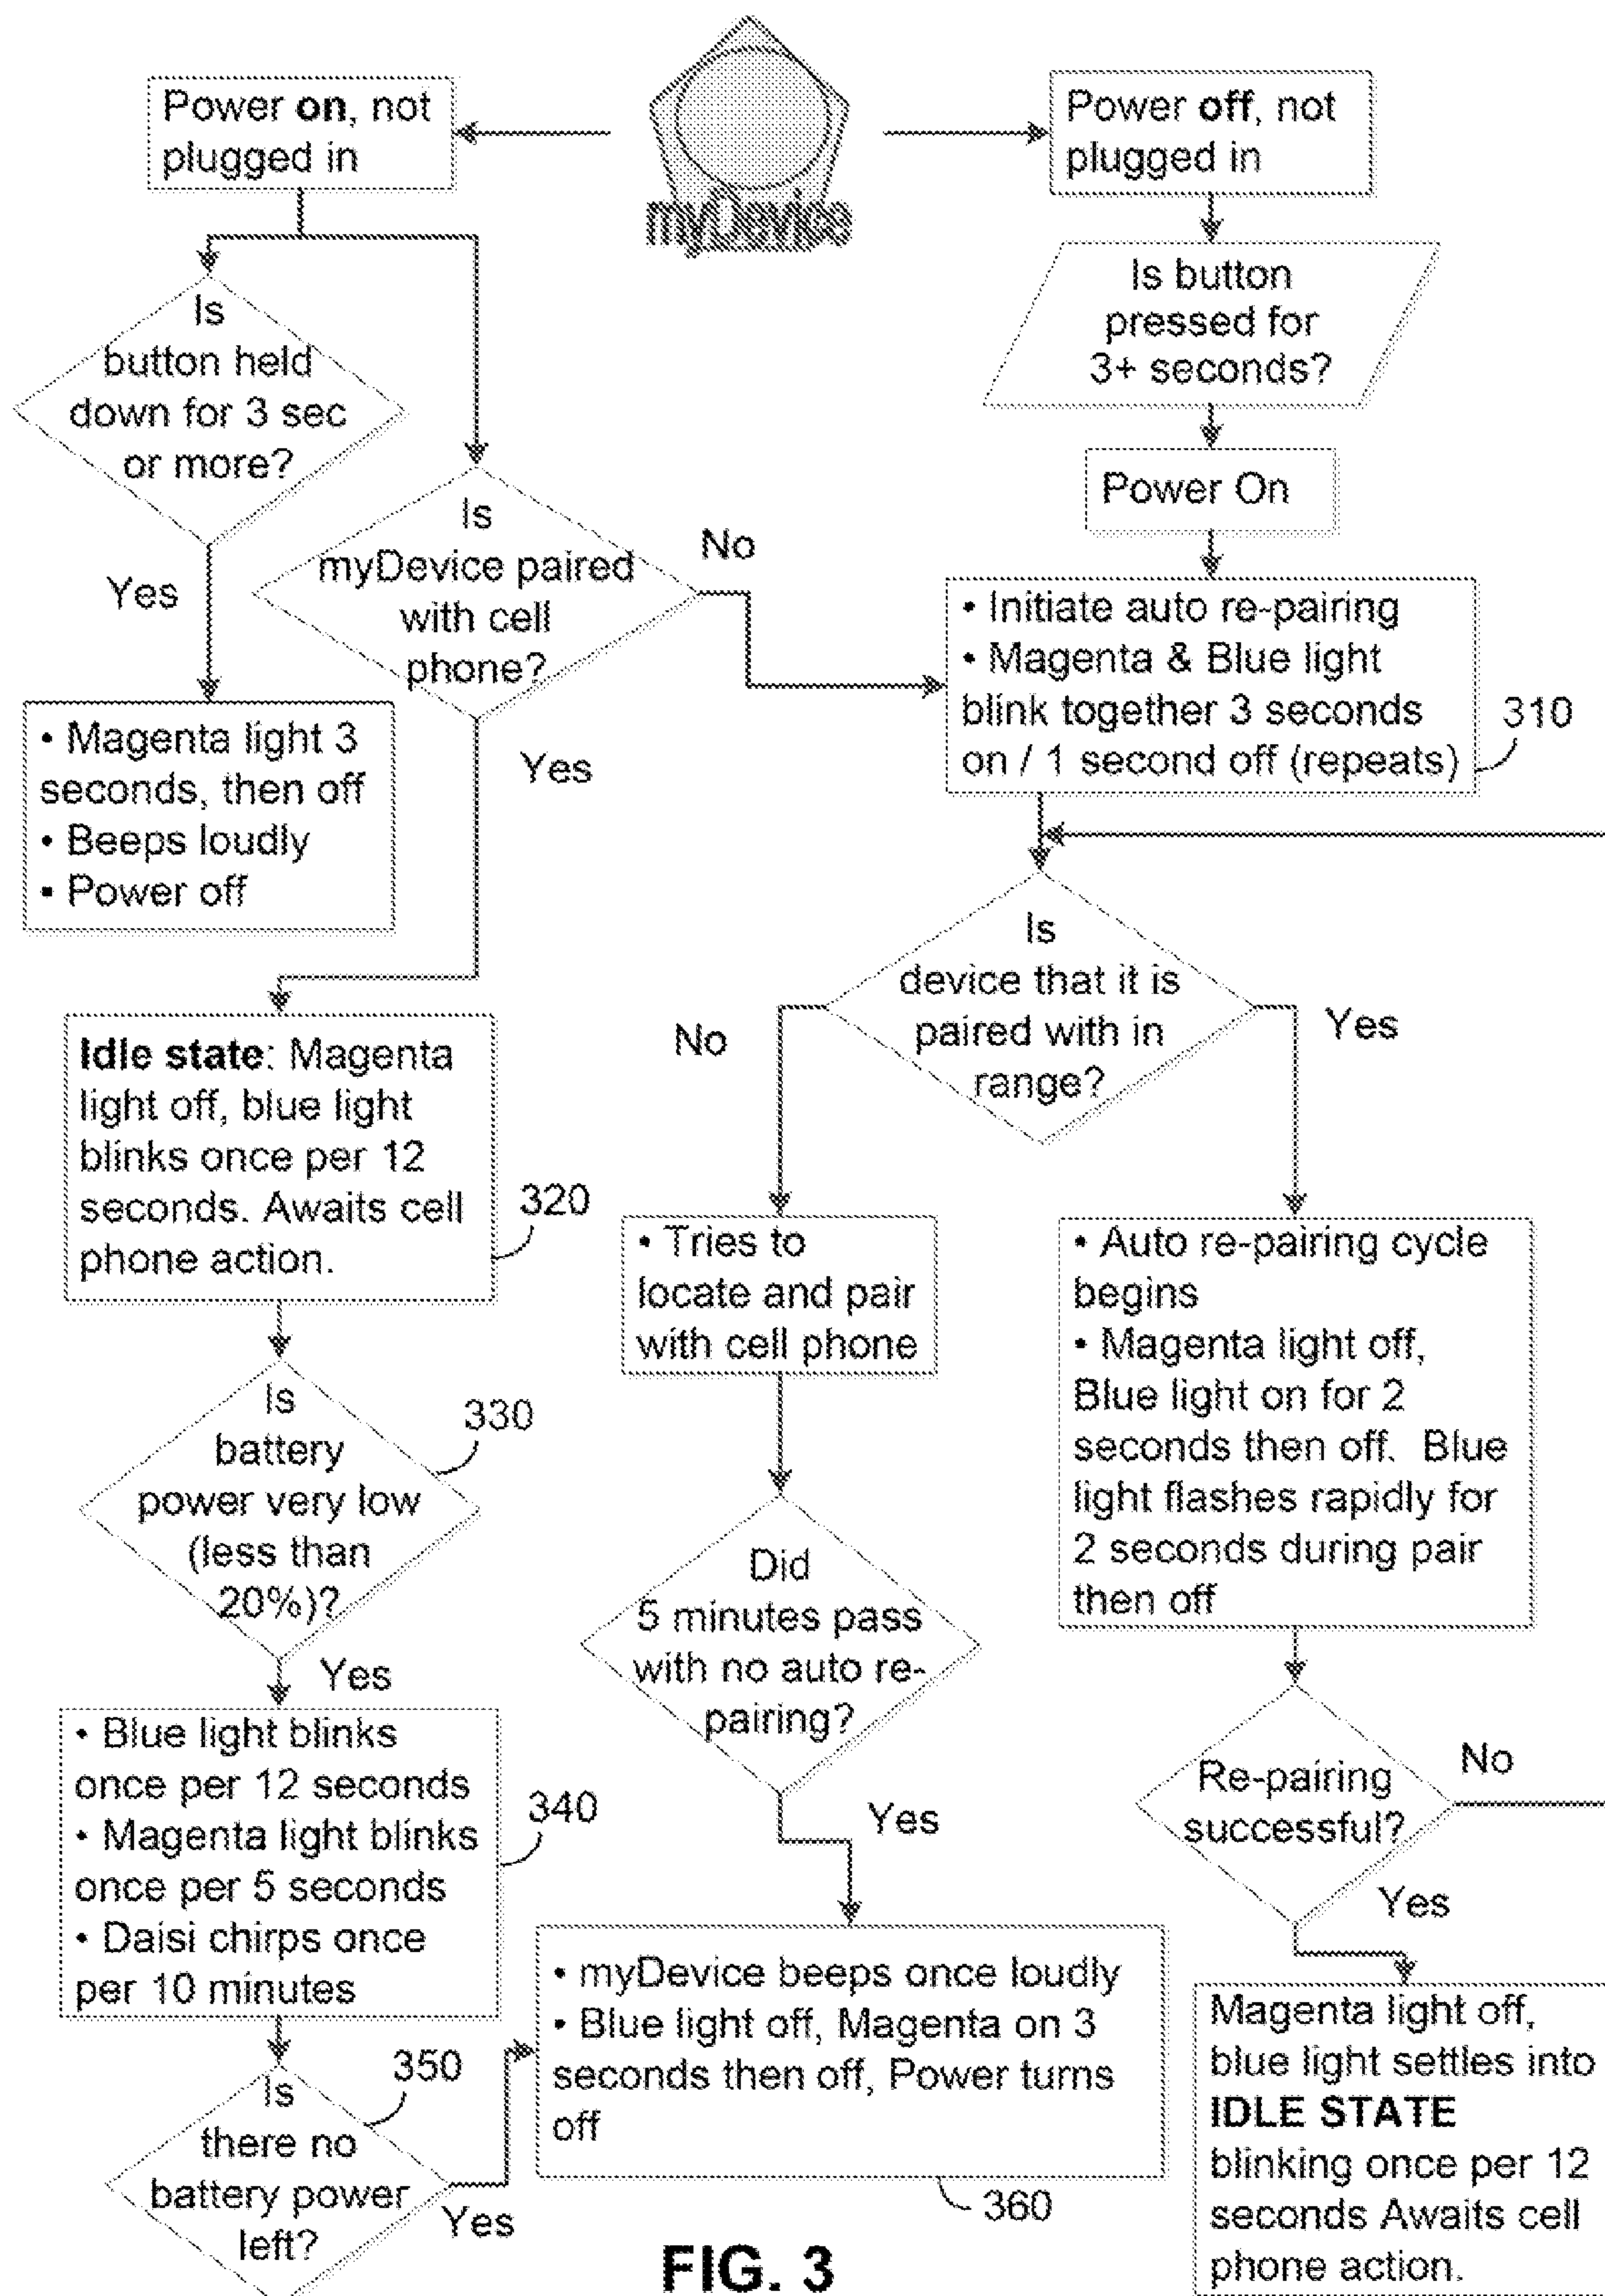 myDevice
Power on, not
plugged in
Power off, not
plugged in
Is
button held
down for 3 sec
or more?
Is button
pressed for
3+ seconds?
Power On
Is
myDevice paired
with cell
phone?
No
Yes
• Initiate auto re-pairing
• Magenta & Blue light
blink together 3 seconds
on / 1 second off (repeats)
310
• Magenta light 3
seconds, then off
• Beeps loudly
▪ Power off
Yes
Is
device that it is
paired with in
range?
No
Yes
Idle state: Magenta
light off, blue light
blinks once per 12
seconds. Awaits cell
phone action.
320
• Tries to
locate and pair
with cell phone
• Auto re-pairing cycle
begins
• Magenta light off,
Blue light on for 2
seconds then off. Blue
light flashes rapidly for
2 seconds during pair
then off
Is
battery
power very low
(less than
20%)?
330
Yes
Did
5 minutes pass
with no auto re-
pairing?
Yes
Re-pairing
successful?
No
Yes
• Blue light blinks
once per 12 seconds
• Magenta light blinks
once per 5 seconds
• Daisi chirps once
per 10 minutes
340
• myDevice beeps once loudly
• Blue light off, Magenta on 3
seconds then off, Power turns
off
360
Magenta light off,
blue light settles into
IDLE STATE
blinking once per 12
seconds Awaits cell
phone action.
Is
there no
battery power
left?
350
Yes
FIG. 3